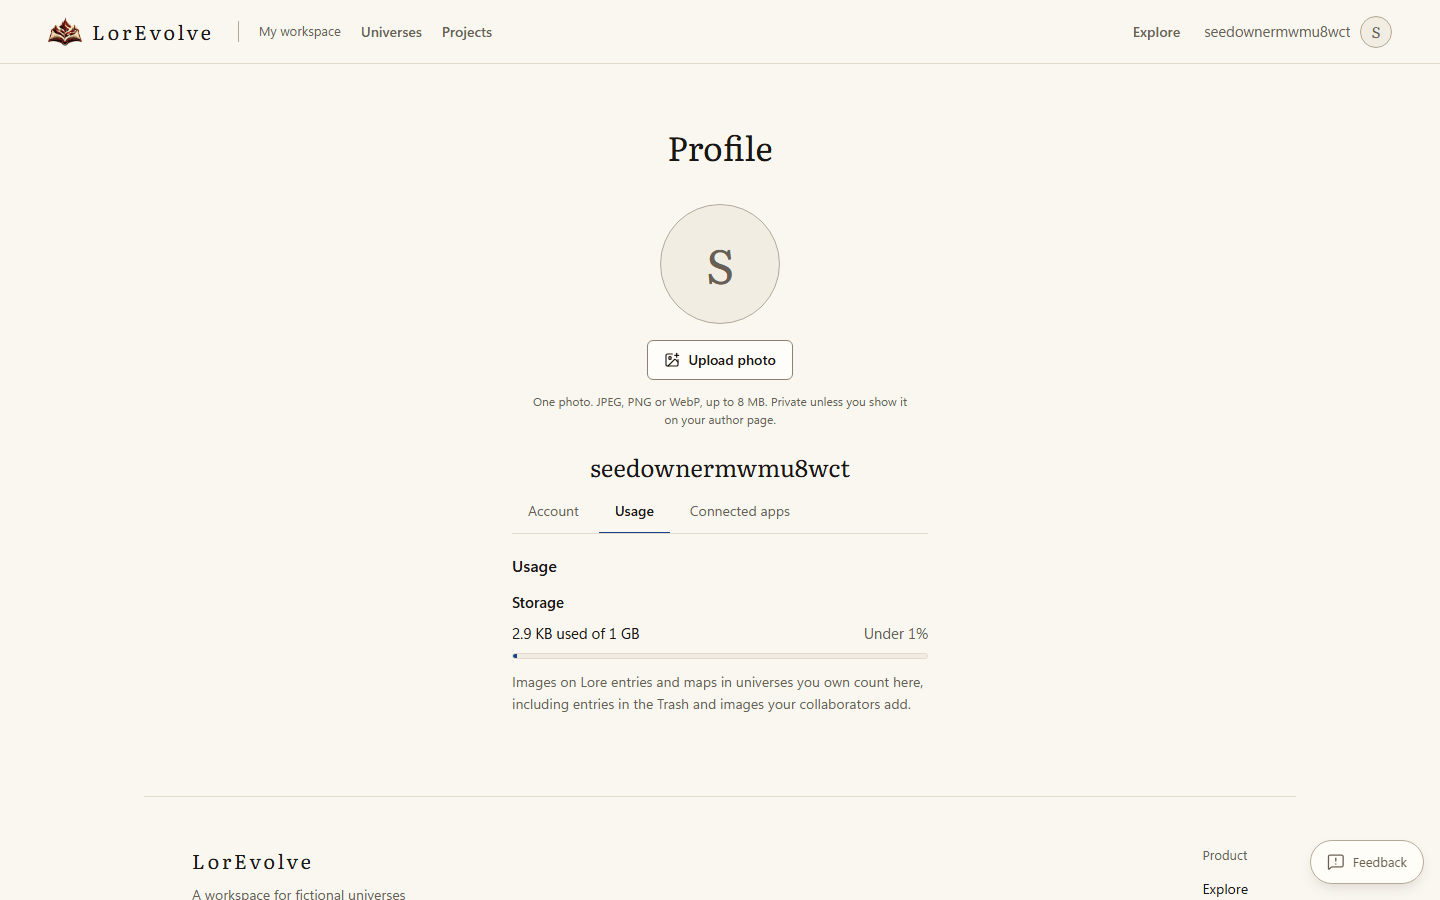 LorEvolve
My workspace
Universes
Projects
Explore
seedownermwmu8wct
S
Profile
S
Upload photo
One photo. JPEG, PNG or WebP, up to 8 MB. Private unless you show it
on your author page.
seedownermwmu8wct
Account
Usage
Connected apps
Usage
Storage
2.9 KB used of 1 GB
Under 1%
Images on Lore entries and maps in universes you own count here,
including entries in the Trash and images your collaborators add.
LorEvolve
A workspace for fictional universes
Product
Explore
Feedback